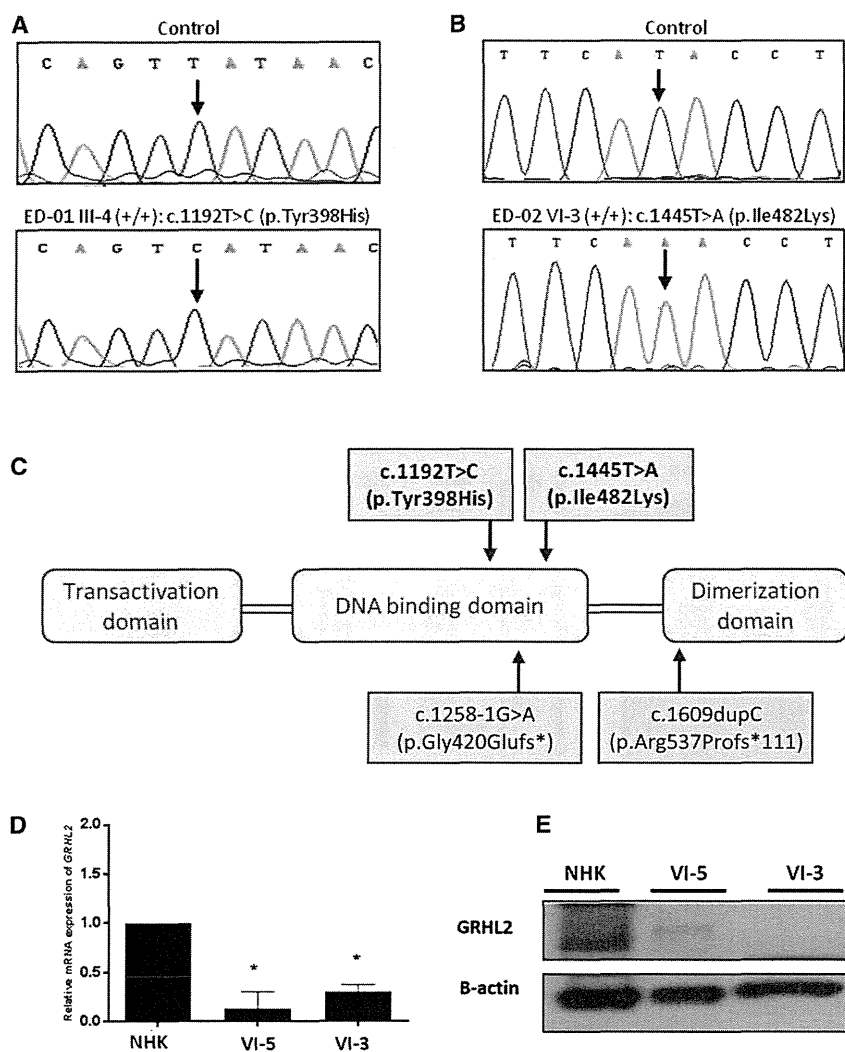 A
Control
C A G T T A T A A C
ED-01 III-4 (+/+): c.1192T>C (p.Tyr398His)
C A G T C A T A A C
B
Control
T T C A T A C C T
ED-02 VI-3 (+/+): c.1445T>A (p.Ile482Lys)
T T C A A A C C T
C
c.1192T>C
(p.Tyr398His)
c.1445T>A
(p.Ile482Lys)
Transactivation
domain
DNA binding domain
Dimerization
domain
c.1258-1G>A
(p.Gly420Glufs*)
c.1609dupC
(p.Arg537Profs*111)
D
Relative mRNA expression of GRHL2
2.0
1.5
1.0
0.5
0.0
*
*
NHK
VI-5
VI-3
E
NHK
VI-5
VI-3
GRHL2
B-actin